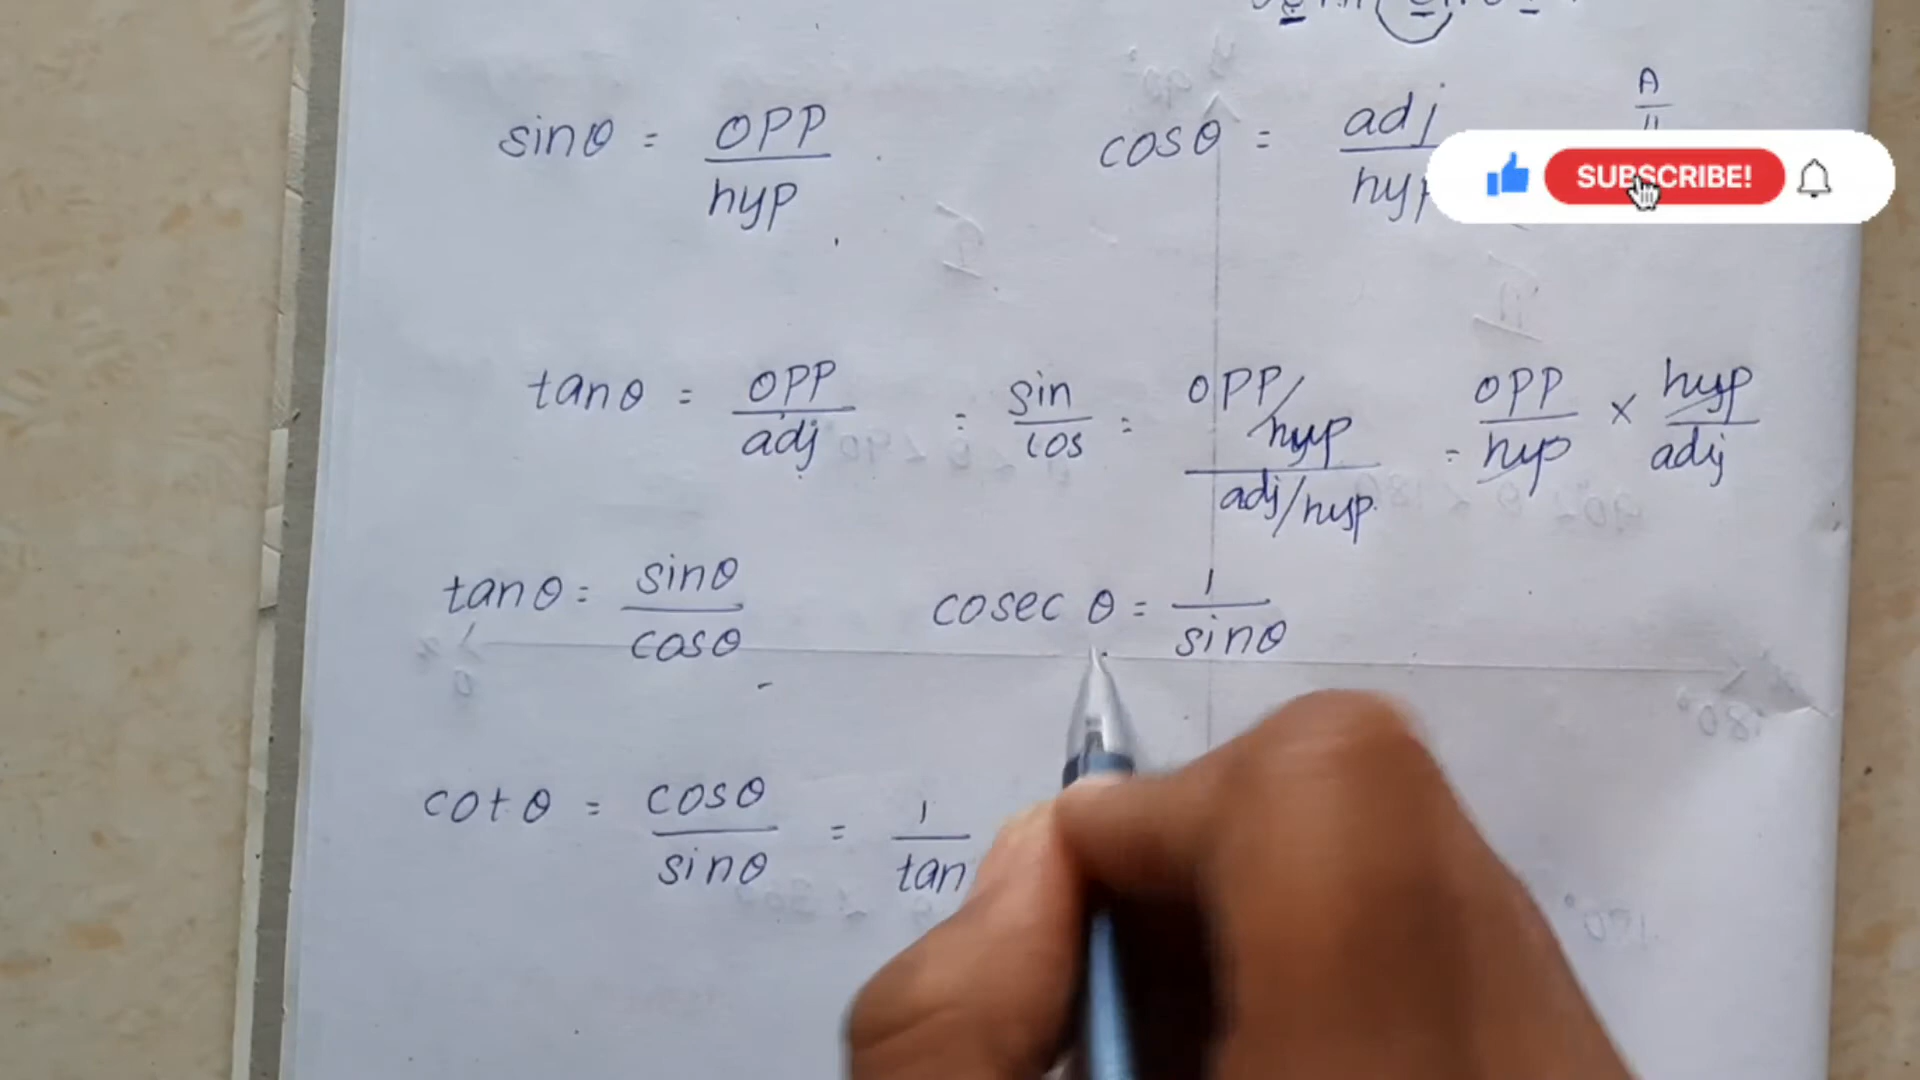 sinθ = OPP/hyp cosθ = adj/hyp A
SUBSCRIBE!
tanθ = OPP/adj = sin/cos = OPP/hyp / adj/hyp = OPP/hyp × hyp/adj
tanθ = sinθ/cosθ cosec θ = 1/sinθ
cot θ = cosθ/sinθ = 1/tan